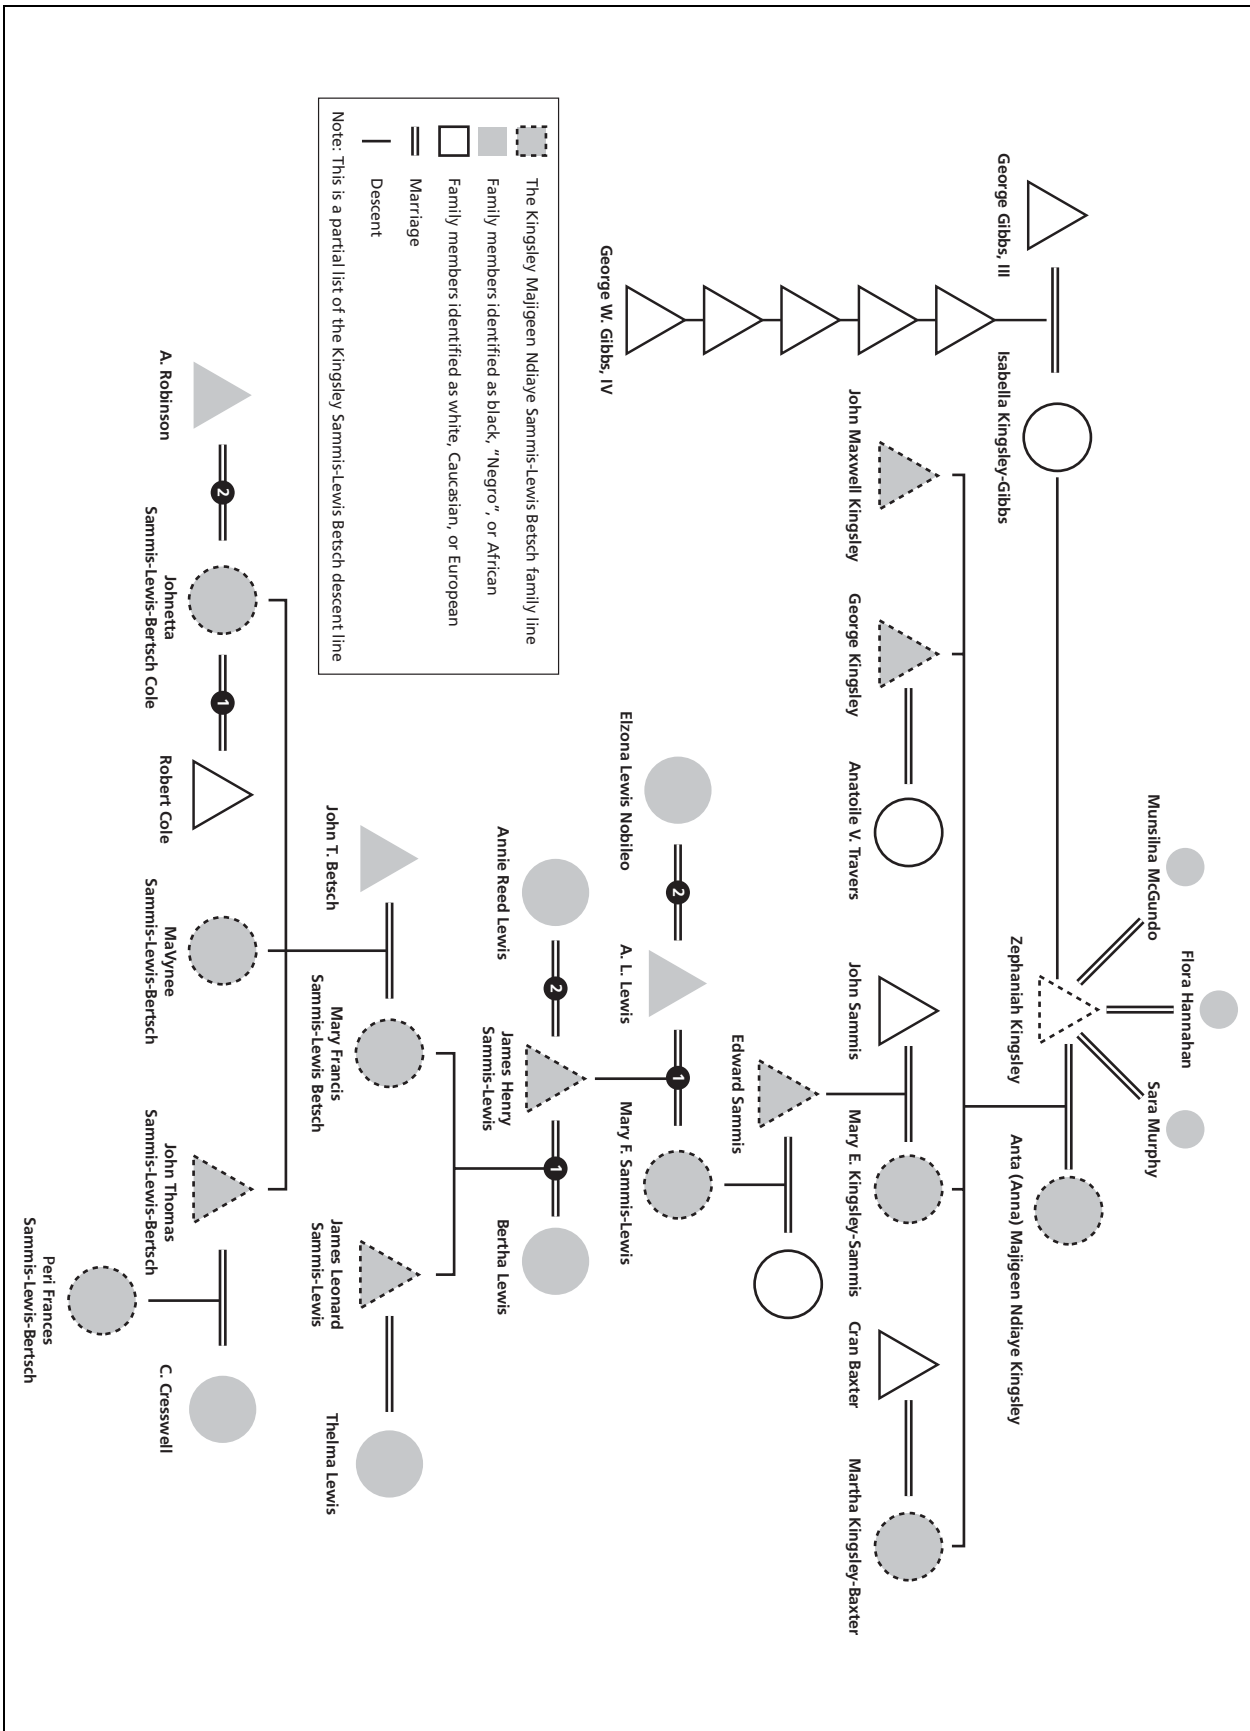 Munsilna McGundo
Flora Hannahan
Sara Murphy
George Gibbs, III
Isabella Kingsley-Gibbs
Zephaniah Kingsley
Anta (Anna) Majigeen Ndiaye Kingsley
John Maxwell Kingsley
George Kingsley
Anatoile V. Travers
John Sammis
Mary E. Kingsley-Sammis
Cran Baxter
Martha Kingsley-Baxter
Edward Sammis
George W. Gibbs, IV
Elzona Lewis Nobileo
2
A. L. Lewis
1
Mary F. Sammis-Lewis
Annie Reed Lewis
2
James Henry
Sammis-Lewis
1
Bertha Lewis
John T. Betsch
Mary Francis
Sammis-Lewis Betsch
James Leonard
Sammis-Lewis
Thelma Lewis
A. Robinson
2
Johnetta
Sammis-Lewis-Bertsch Cole
1
Robert Cole
MaVynee
Sammis-Lewis-Bertsch
John Thomas
Sammis-Lewis-Bertsch
C. Cresswell
Peri Frances
Sammis-Lewis-Bertsch
The Kingsley Majigeen Ndiaye Sammis-Lewis Betsch family line
Family members identified as black, “Negro”, or African
Family members identified as white, Caucasian, or European
Marriage
Descent
Note: This is a partial list of the Kingsley Sammis-Lewis Betsch descent line